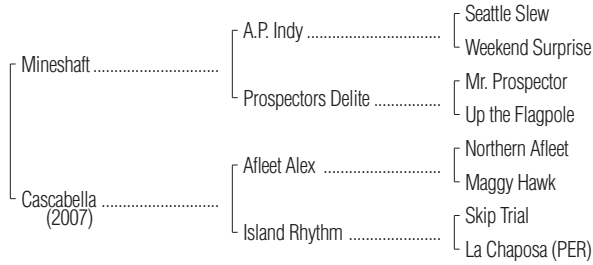 Seattle Slew
A.P. Indy
Weekend Surprise
Mineshaft
Mr. Prospector
Prospectors Delite
Up the Flagpole
Northern Afleet
Afleet Alex
Maggy Hawk
Cascabella
(2007)
Skip Trial
Island Rhythm
La Chaposa (PER)